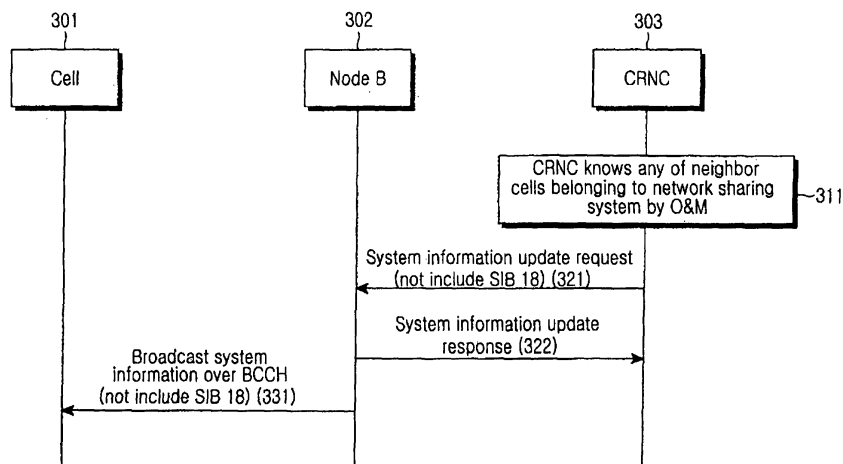 301
302
303
Cell
Node B
CRNC
CRNC knows any of neighbor
cells belonging to network sharing
system by O&M
311
System information update request
(not include SIB 18) (321)
System information update
response (322)
Broadcast system
information over BCCH
(not include SIB 18) (331)